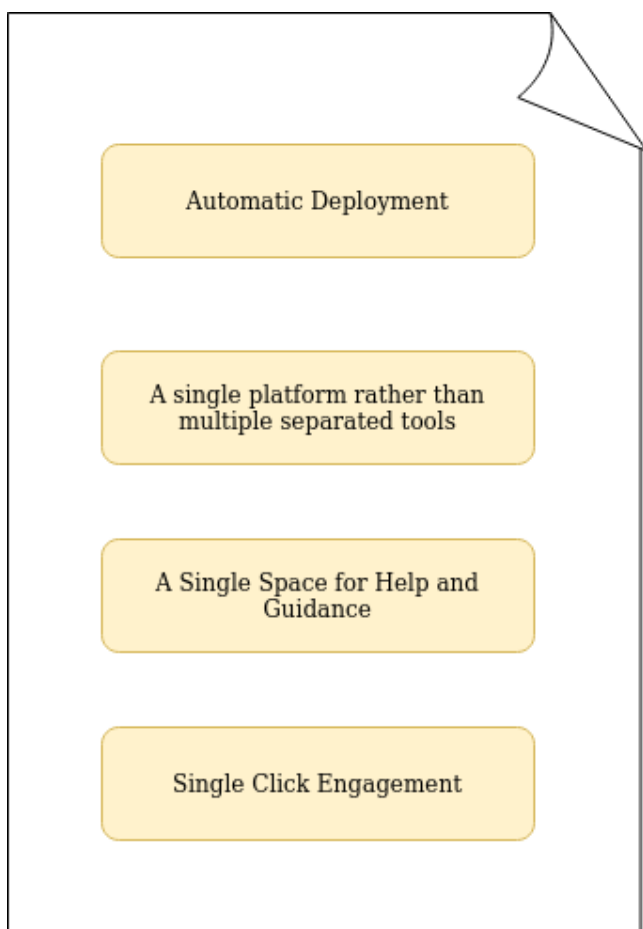 Automatic Deployment
A single platform rather than
multiple separated tools
A Single Space for Help and
Guidance
Single Click Engagement